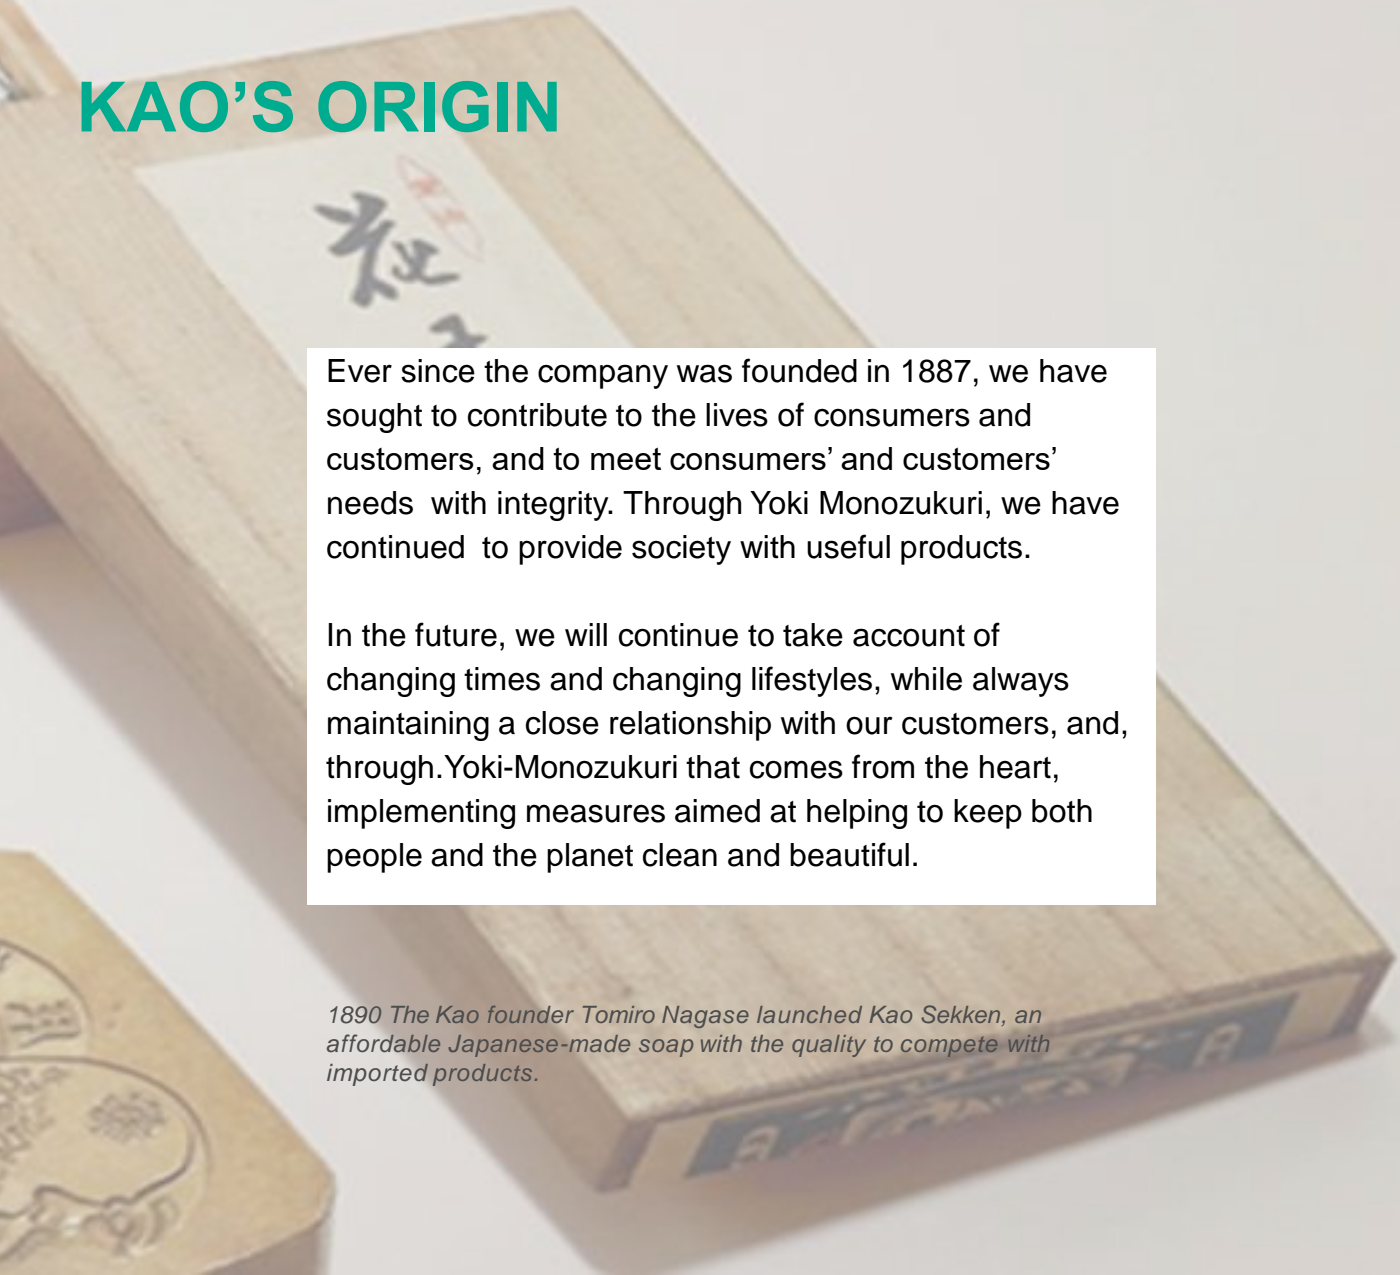 KAO’S ORIGIN
花王
Ever since the company was founded in 1887, we have
sought to contribute to the lives of consumers and
customers, and to meet consumers’ and customers’
needs  with integrity. Through Yoki Monozukuri, we have
continued  to provide society with useful products.
In the future, we will continue to take account of
changing times and changing lifestyles, while always
maintaining a close relationship with our customers, and,
through.Yoki-Monozukuri that comes from the heart,
implementing measures aimed at helping to keep both
people and the planet clean and beautiful.
1890 The Kao founder Tomiro Nagase launched Kao Sekken, an
affordable Japanese-made soap with the quality to compete with
imported products.